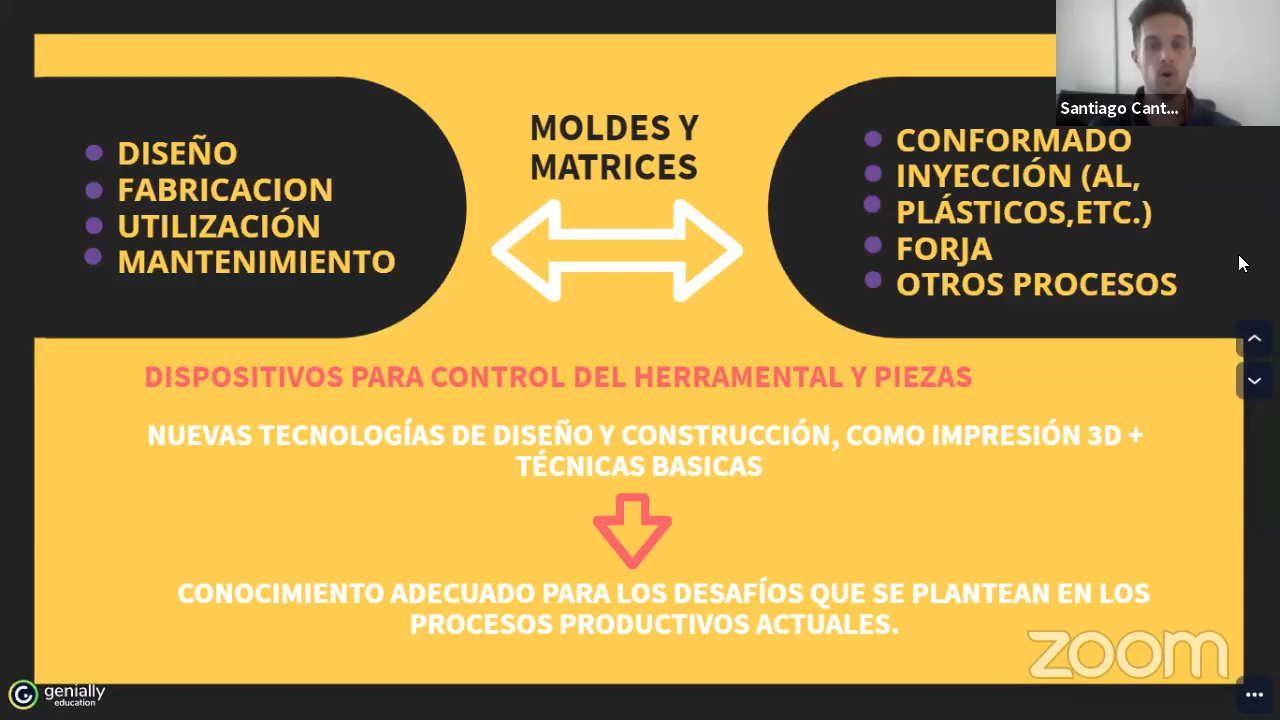 Santiago Cant...
DISEÑO
FABRICACION
UTILIZACIÓN
MANTENIMIENTO
MOLDES Y
MATRICES
CONFORMADO
INYECCIÓN (AL,
PLÁSTICOS,ETC.)
FORJA
OTROS PROCESOS
DISPOSITIVOS PARA CONTROL DEL HERRAMENTAL Y PIEZAS
NUEVAS TECNOLOGÍAS DE DISEÑO Y CONSTRUCCIÓN, COMO IMPRESIÓN 3D +
TÉCNICAS BASICAS
CONOCIMIENTO ADECUADO PARA LOS DESAFÍOS QUE SE PLANTEAN EN LOS
PROCESOS PRODUCTIVOS ACTUALES.
zoom
genially
education